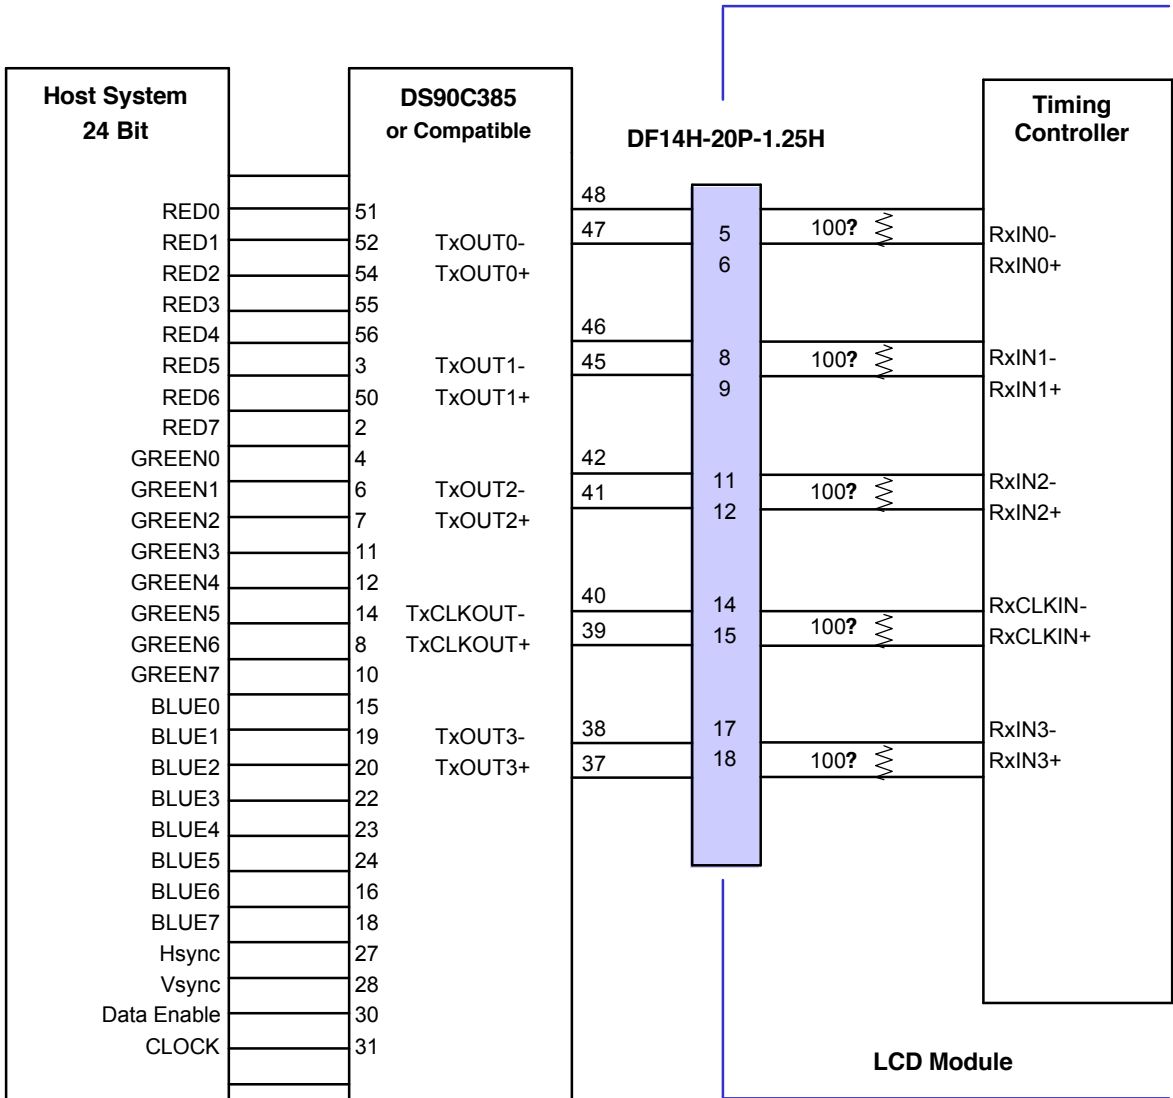 Host System
24 Bit
DS90C385
or Compatible
DF14H-20P-1.25H
Timing
Controller
RED0 51 48
RED1 52 TxOUT0- 47 5 100? RxIN0-
RED2 54 TxOUT0+ 6 RxIN0+
RED3 55
RED4 56 46
RED5 3 TxOUT1- 45 8 100? RxIN1-
RED6 50 TxOUT1+ 9 RxIN1+
RED7 2
GREEN0 4 42
GREEN1 6 TxOUT2- 41 11 100? RxIN2-
GREEN2 7 TxOUT2+ 12 RxIN2+
GREEN3 11
GREEN4 12 40
GREEN5 14 TxCLKOUT- 39 14 100? RxCLKIN-
GREEN6 8 TxCLKOUT+ 15 RxCLKIN+
GREEN7 10
BLUE0 15
BLUE1 19 TxOUT3- 38 17 RxIN3-
BLUE2 20 TxOUT3+ 37 18 100? RxIN3+
BLUE3 22
BLUE4 23
BLUE5 24
BLUE6 16
BLUE7 18
Hsync 27
Vsync 28
Data Enable 30
CLOCK 31
LCD Module